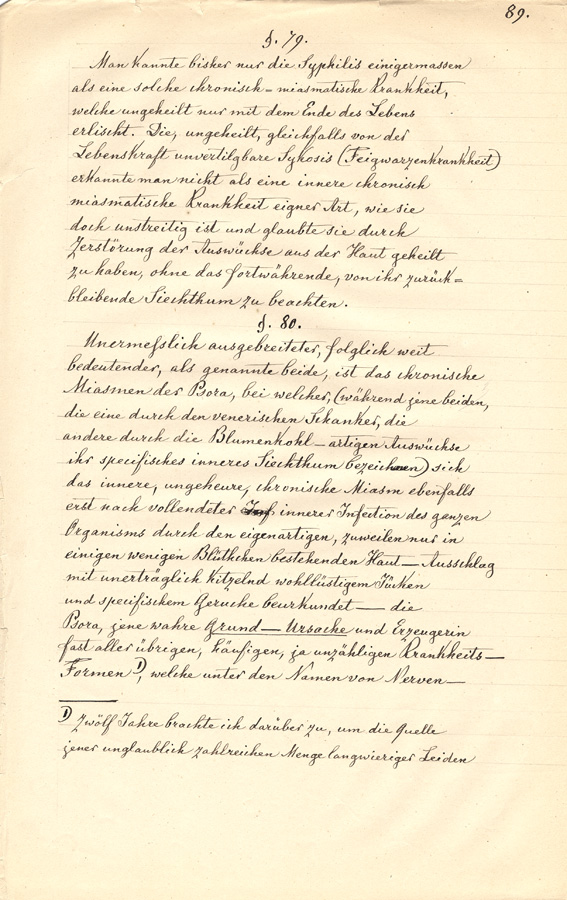 89.
§. 79.
Man kannte bisher nur die Syphilis einigermassen
als eine solche chronisch=miasmatische Krankheit,
welche ungeheilt nur mit dem Ende des Lebens
erlischt. Die, ungeheilt, gleichfalls von der
Lebenskraft unvertilgbare Sykosis (Feigwarzenkrankheit)
erkannte man nicht als eine innere chronisch
miasmatische Krankheit eigner Art, wie sie
doch unstreitig ist und glaubte sie durch
Zerstörung der Auswüchse aus der Haut geheilt
zu haben, ohne das fortwährende, von ihr zurück=
bleibende Siechthum zu beachten.
§. 80.
Unermesslich ausgebreiteter, folglich weit
bedeutender, als genannte beide, ist das chronische
Miasmen der Psora, bei welcher, (während jene beiden,
die eine durch den venerischen Schanker, die
andere durch die Blumenkohl-artigen Auswüchse
ihr specifisches inneres Siechthum bezeichnen) sich
das innere, ungeheure, chronische Miasm ebenfalls
erst nach vollendeter innerer Infection des ganzen
Organisms durch den eigenartigen, zuweilen nur in
einigen wenigen Blüthchen bestehenden Haut-Ausschlag
mit unerträglich kitzelnd wohllüstigem Jücken
und specifischem Geruche beurkundet — die
Psora, jene wahre Grund-Ursache und Erzeugerin
fast aller übrigen, häufigen, ja unzähligen Krankheits-
Formen 1), welche unter den Namen von Nerven-
1) Zwölf Jahre brachte ich darüber zu, um die Quelle
jener unglaublich zahlreichen Menge langwieriger Leiden